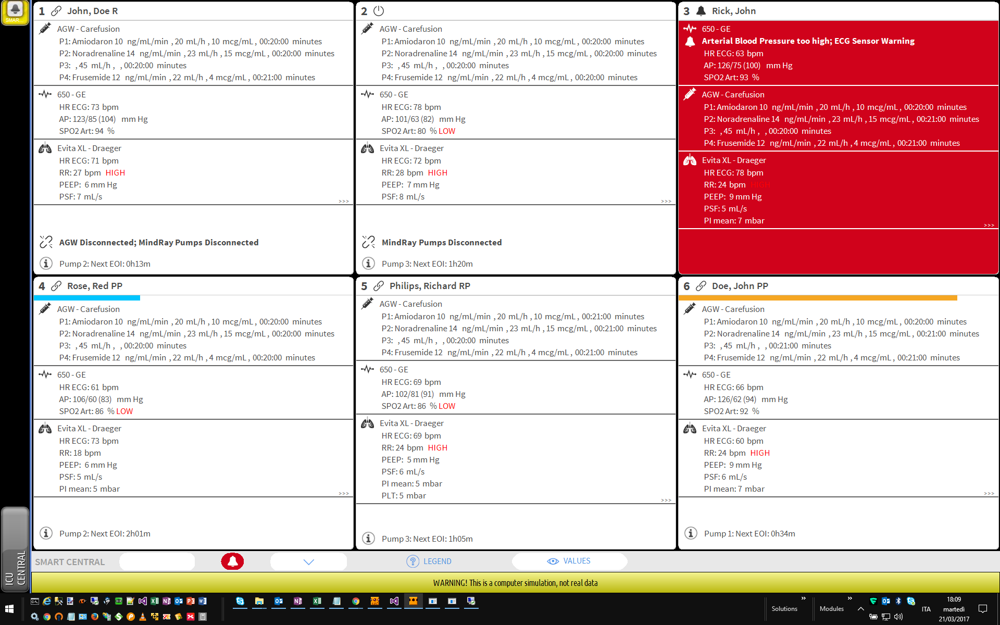 SMAR...
1 John, Doe R
AGW - Carefusion
P1: Amiodaron 10 ng/mL/min , 20 mL/h , 10 mcg/mL , 00:20:00 minutes
P2: Noradrenaline 14 ng/mL/min , 23 mL/h , 15 mcg/mL , 00:20:00 minutes
P3: , 45 mL/h , , 00:20:00 minutes
P4: Frusemide 12 ng/mL/min , 22 mL/h , 4 mcg/mL , 00:21:00 minutes
650 - GE
HR ECG: 73 bpm
AP: 123/85 (104) mm Hg
SPO2 Art: 94 %
Evita XL - Draeger
HR ECG: 71 bpm
RR: 27 bpm HIGH
PEEP: 6 mm Hg
PSF: 7 mL/s
>>>
AGW Disconnected; MindRay Pumps Disconnected
Pump 2: Next EOI: 0h13m
2
AGW - Carefusion
P1: Amiodaron 10 ng/mL/min , 20 mL/h , 10 mcg/mL , 00:20:00 minutes
P2: Noradrenaline 14 ng/mL/min , 23 mL/h , 15 mcg/mL , 00:20:00 minutes
P3: , 45 mL/h , , 00:20:00 minutes
P4: Frusemide 12 ng/mL/min , 22 mL/h , 4 mcg/mL , 00:20:00 minutes
650 - GE
HR ECG: 78 bpm
AP: 101/63 (82) mm Hg
SPO2 Art: 80 % LOW
Evita XL - Draeger
HR ECG: 72 bpm
RR: 28 bpm HIGH
PEEP: 7 mm Hg
PSF: 8 mL/s
>>>
MindRay Pumps Disconnected
Pump 3: Next EOI: 1h20m
3 Rick, John
650 - GE
Arterial Blood Pressure too high; ECG Sensor Warning
HR ECG: 63 bpm
AP: 126/75 (100) mm Hg
SPO2 Art: 93 %
AGW - Carefusion
P1: Amiodaron 10 ng/mL/min , 20 mL/h , 10 mcg/mL , 00:20:00 minutes
P2: Noradrenaline 14 ng/mL/min , 23 mL/h , 15 mcg/mL , 00:21:00 minutes
P3: , 45 mL/h , , 00:20:00 minutes
P4: Frusemide 12 ng/mL/min , 22 mL/h , 4 mcg/mL , 00:21:00 minutes
Evita XL - Draeger
HR ECG: 78 bpm
RR: 24 bpm HIGH
PEEP: 9 mm Hg
PSF: 5 mL/s
PI mean: 7 mbar
>>>
4 Rose, Red PP
AGW - Carefusion
P1: Amiodaron 10 ng/mL/min , 20 mL/h , 10 mcg/mL , 00:20:00 minutes
P2: Noradrenaline 14 ng/mL/min , 23 mL/h , 15 mcg/mL , 00:20:00 minutes
P3: , 45 mL/h , , 00:20:00 minutes
P4: Frusemide 12 ng/mL/min , 22 mL/h , 4 mcg/mL , 00:20:00 minutes
650 - GE
HR ECG: 61 bpm
AP: 106/60 (83) mm Hg
SPO2 Art: 86 % LOW
Evita XL - Draeger
HR ECG: 73 bpm
RR: 18 bpm
PEEP: 6 mm Hg
PSF: 5 mL/s
PI mean: 5 mbar
>>>
Pump 2: Next EOI: 2h01m
5 Philips, Richard RP
AGW - Carefusion
P1: Amiodaron 10 ng/mL/min , 20 mL/h , 10 mcg/mL , 00:21:00 minutes
P2: Noradrenaline 14 ng/mL/min , 23 mL/h , 15 mcg/mL , 00:21:00 minutes
P3: , 45 mL/h , , 00:20:00 minutes
P4: Frusemide 12 ng/mL/min , 22 mL/h , 4 mcg/mL , 00:21:00 minutes
650 - GE
HR ECG: 69 bpm
AP: 102/81 (91) mm Hg
SPO2 Art: 86 % LOW
Evita XL - Draeger
HR ECG: 69 bpm
RR: 24 bpm HIGH
PEEP: 5 mm Hg
PSF: 6 mL/s
PI mean: 5 mbar
PLT: 5 mbar
>>>
Pump 3: Next EOI: 1h05m
6 Doe, John PP
AGW - Carefusion
P1: Amiodaron 10 ng/mL/min , 20 mL/h , 10 mcg/mL , 00:20:00 minutes
P2: Noradrenaline 14 ng/mL/min , 23 mL/h , 15 mcg/mL , 00:21:00 minutes
P3: , 45 mL/h , , 00:21:00 minutes
P4: Frusemide 12 ng/mL/min , 22 mL/h , 4 mcg/mL , 00:21:00 minutes
650 - GE
HR ECG: 66 bpm
AP: 126/62 (94) mm Hg
SPO2 Art: 92 %
Evita XL - Draeger
HR ECG: 60 bpm
RR: 24 bpm HIGH
PEEP: 9 mm Hg
PSF: 6 mL/s
PI mean: 7 mbar
>>>
Pump 1: Next EOI: 0h34m
ICU
CENTRAL
SMART CENTRAL
? LEGEND
VALUES
WARNING! This is a computer simulation, not real data
Solutions
Modules
ITA
18:09
martedì
21/03/2017